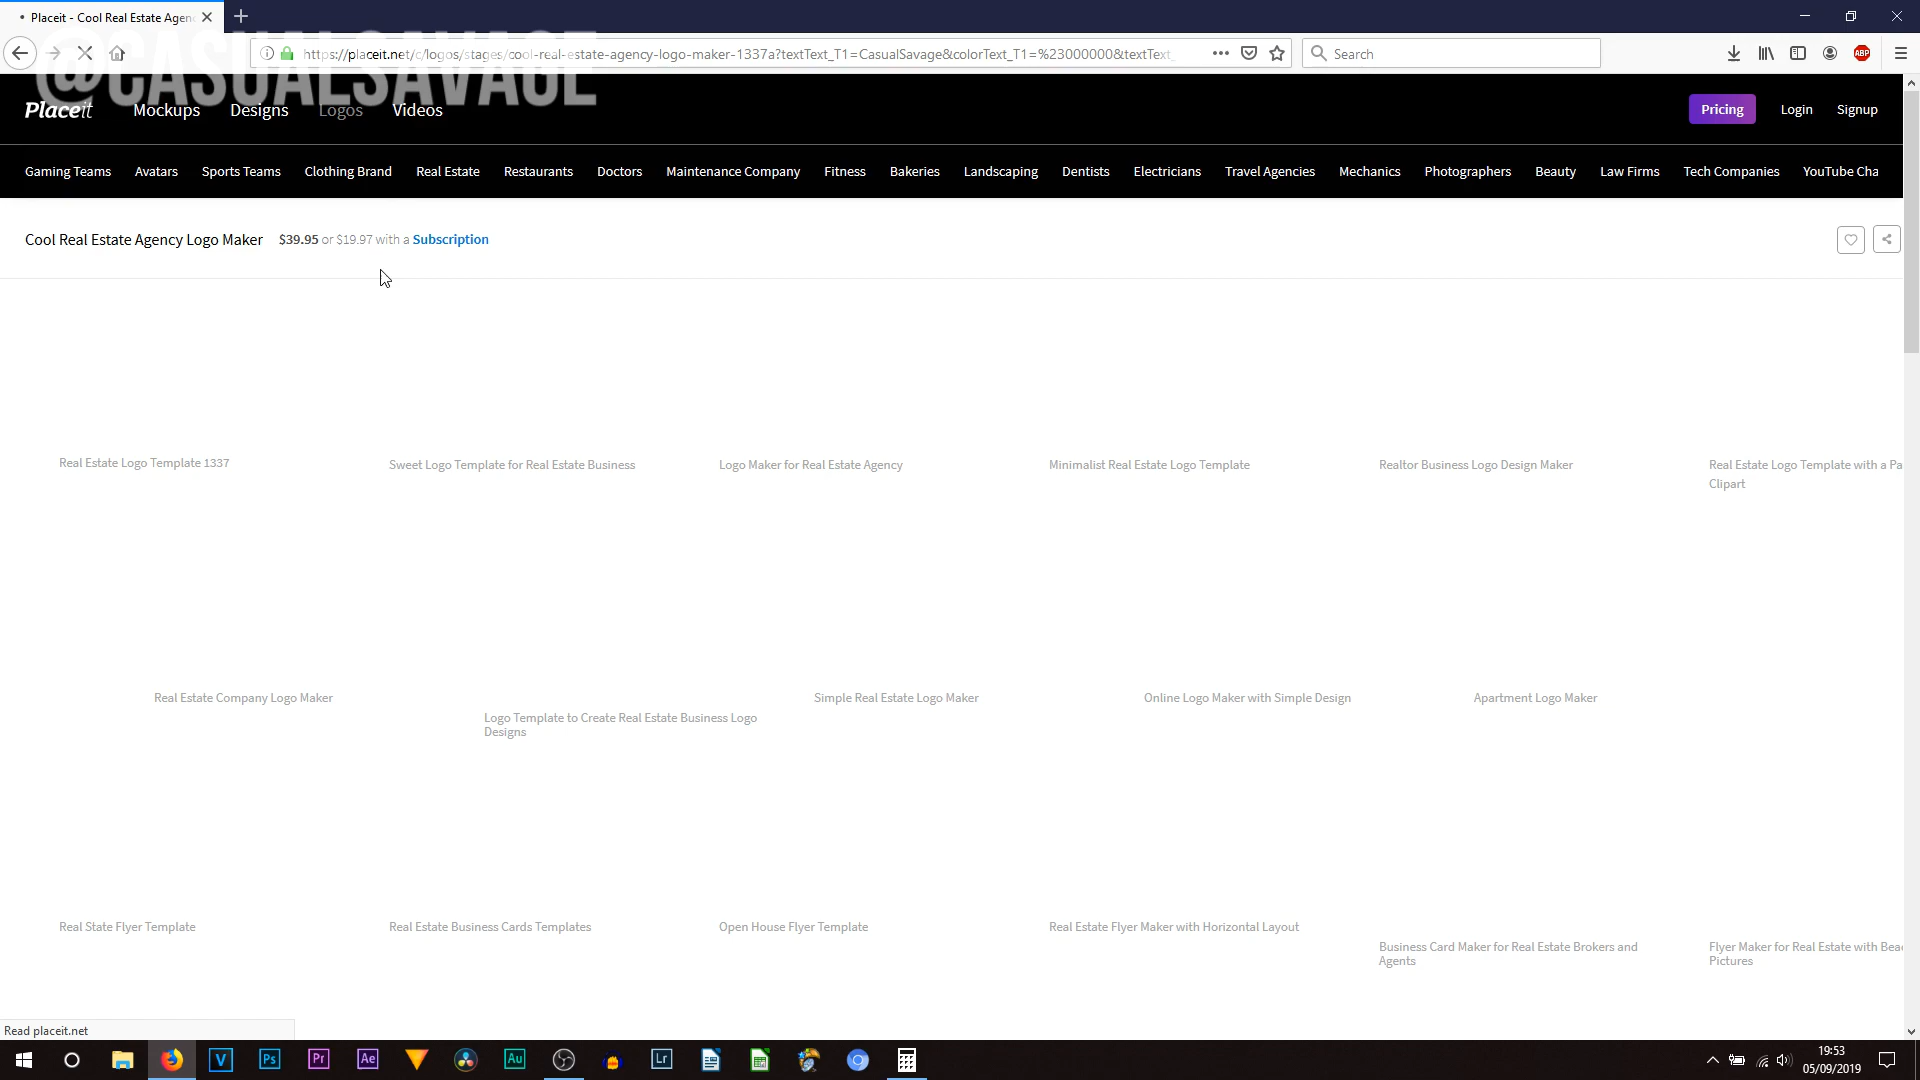 Placeit - Cool Real Estate Agen
@CASUALSAVAGE
https://placeit.net/c/logos/stages/cool-real-estate-agency-logo-maker-1337a?textText_T1=CasualSavage&colorText_T1=%23000000&textText_
Search
ABP
Placeit Mockups Designs Logos Videos Pricing Login Signup
Gaming Teams Avatars Sports Teams Clothing Brand Real Estate Restaurants Doctors Maintenance Company Fitness Bakeries Landscaping Dentists Electricians Travel Agencies Mechanics Photographers Beauty Law Firms Tech Companies YouTube Cha
Cool Real Estate Agency Logo Maker $39.95 or $19.97 with a Subscription
Real Estate Logo Template 1337
Sweet Logo Template for Real Estate Business
Logo Maker for Real Estate Agency
Minimalist Real Estate Logo Template
Realtor Business Logo Design Maker
Real Estate Logo Template with a Pa
Clipart
Real Estate Company Logo Maker
Logo Template to Create Real Estate Business Logo
Designs
Simple Real Estate Logo Maker
Online Logo Maker with Simple Design
Apartment Logo Maker
Real State Flyer Template
Real Estate Business Cards Templates
Open House Flyer Template
Real Estate Flyer Maker with Horizontal Layout
Business Card Maker for Real Estate Brokers and
Agents
Flyer Maker for Real Estate with Bea
Pictures
Read placeit.net
V Ps Pr Ae Au Lr
19:53
05/09/2019